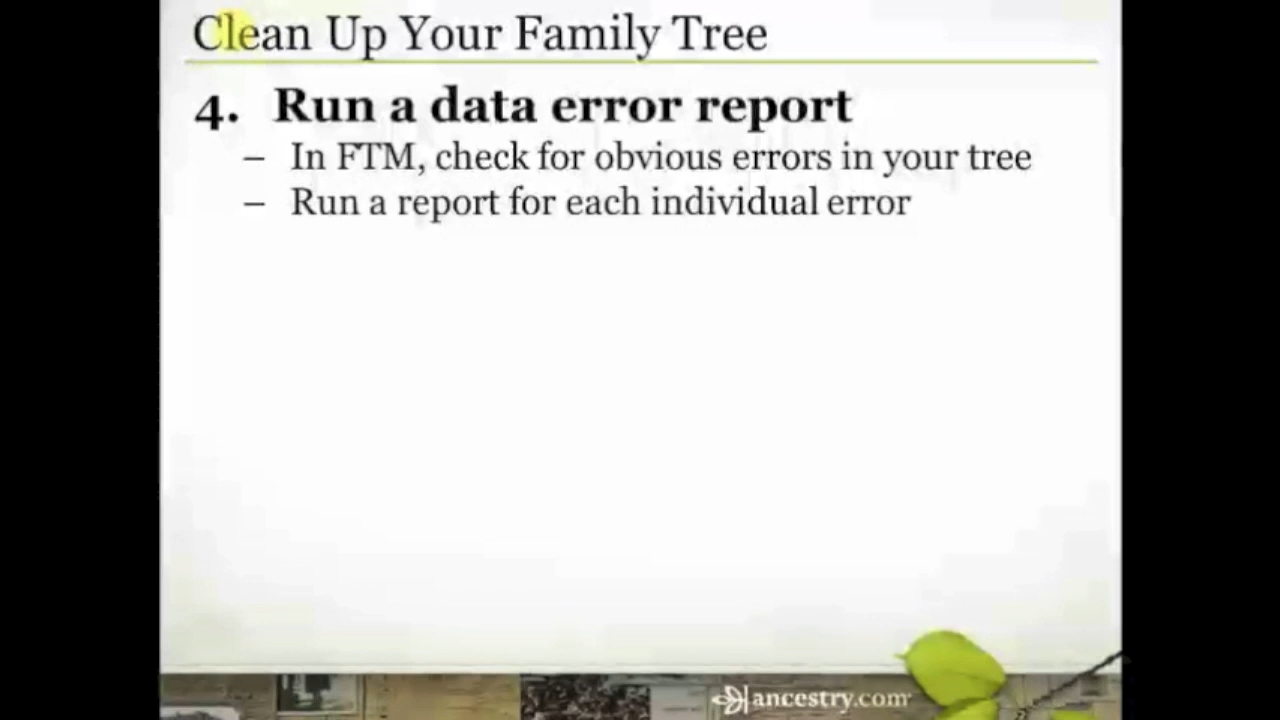 Clean Up Your Family Tree
4. Run a data error report
– In FTM, check for obvious errors in your tree
– Run a report for each individual error
ancestry.com